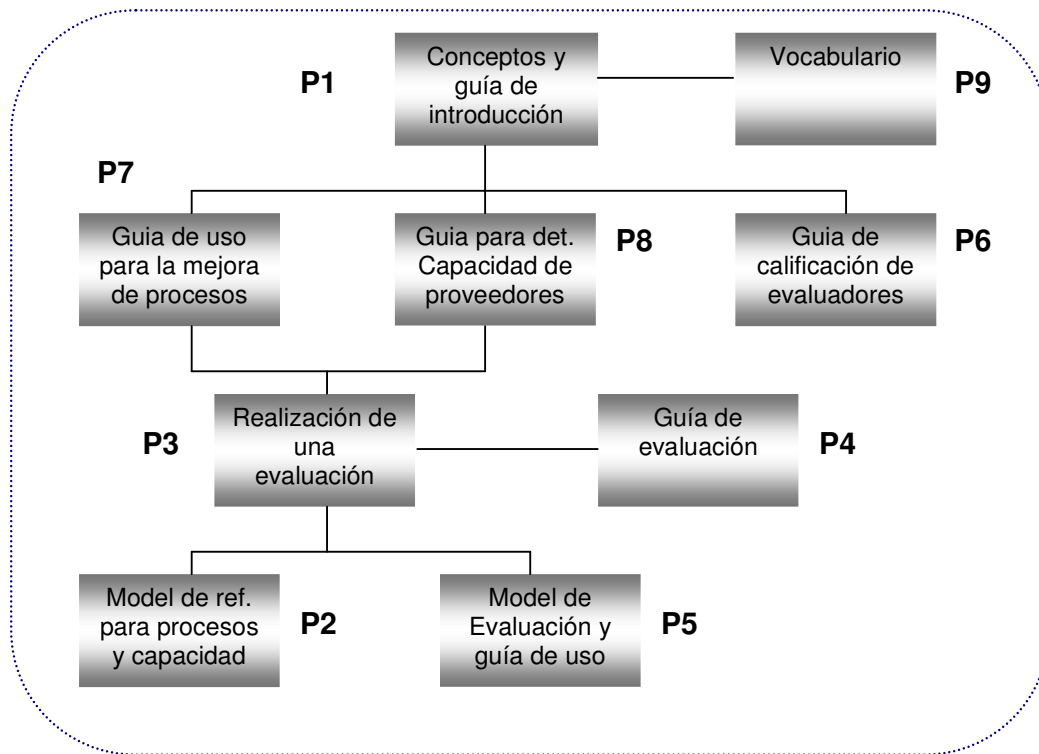 P1
Conceptos y
guía de
introducción
Vocabulario
P9
P7
Guia de uso
para la mejora
de procesos
Guia para det.
Capacidad de
proveedores
P8
Guia de
calificación de
evaluadores
P6
P3
Realización de
una
evaluación
Guía de
evaluación
P4
Model de ref.
para procesos
y capacidad
P2
Model de
Evaluación y
guía de uso
P5